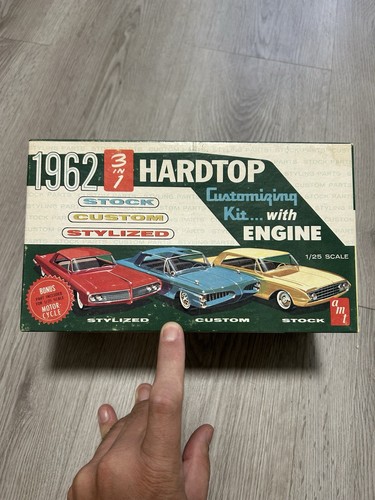 1962 3 IN 1 HARDTOP
STOCK
CUSTOM
STYLIZED
Customizing
Kit... with
ENGINE
1/25 SCALE
BONUS
MOTOR-
CYCLE
STYLIZED CUSTOM STOCK
amt